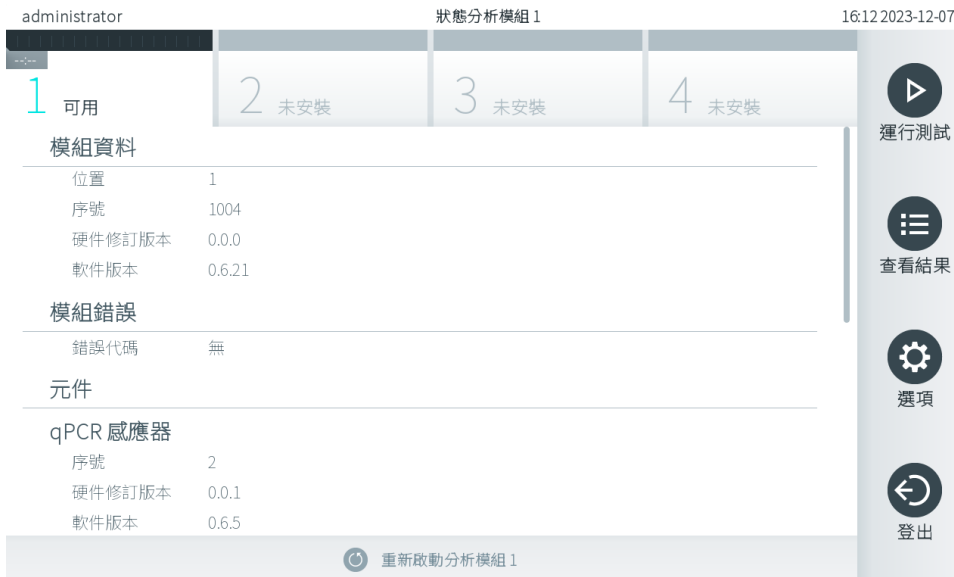 administrator 狀態分析模組 1 16:12 2023-12-07
--:--
1 可用 2 未安裝 3 未安裝 4 未安裝
模組資料
位置 1
序號 1004
硬件修訂版本 0.0.0
軟件版本 0.6.21
模組錯誤
錯誤代碼 無
元件
qPCR 感應器
序號 2
硬件修訂版本 0.0.1
軟件版本 0.6.5
重新啟動分析模組 1
運行測試
查看結果
選項
登出